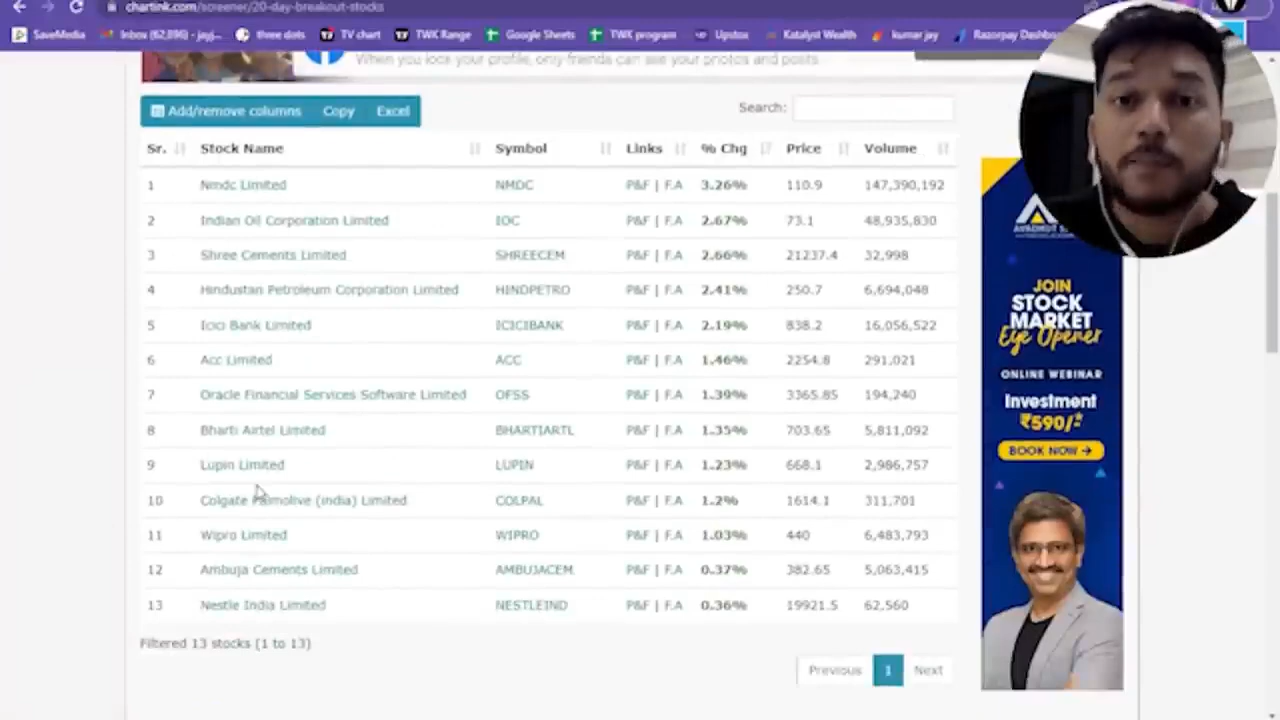 chartink.com/screener/20-day-breakout-stocks
SaveMedia Inbox (62,896) - jayj... three dots TV chart TWK Range Google Sheets TWK program Upstox Katalyst Wealth kumar jay Razorpay Dashbo
When you lock your profile, only friends can see your photos and posts.
Add/remove columns Copy Excel Search:
Sr. Stock Name Symbol Links % Chg Price Volume
1 Nmdc Limited NMDC P&F | F.A 3.26% 110.9 147,390,192
2 Indian Oil Corporation Limited IOC P&F | F.A 2.67% 73.1 48,935,830
3 Shree Cements Limited SHREECEM P&F | F.A 2.66% 21237.4 32,998
4 Hindustan Petroleum Corporation Limited HINDPETRO P&F | F.A 2.41% 250.7 6,694,048
5 Icici Bank Limited ICICIBANK P&F | F.A 2.19% 838.2 16,056,522
6 Acc Limited ACC P&F | F.A 1.46% 2254.8 291,021
7 Oracle Financial Services Software Limited OFSS P&F | F.A 1.39% 3365.85 194,240
8 Bharti Airtel Limited BHARTIARTL P&F | F.A 1.35% 703.65 5,811,092
9 Lupin Limited LUPIN P&F | F.A 1.23% 668.1 2,986,757
10 Colgate Palmolive (india) Limited COLPAL P&F | F.A 1.2% 1614.1 311,701
11 Wipro Limited WIPRO P&F | F.A 1.03% 440 6,483,793
12 Ambuja Cements Limited AMBUJACEM P&F | F.A 0.37% 382.65 5,063,415
13 Nestle India Limited NESTLEIND P&F | F.A 0.36% 19921.5 62,560
Filtered 13 stocks (1 to 13)
Previous 1 Next
JOIN
STOCK
MARKET
Eye Opener
ONLINE WEBINAR
Investment
₹590/-*
BOOK NOW →